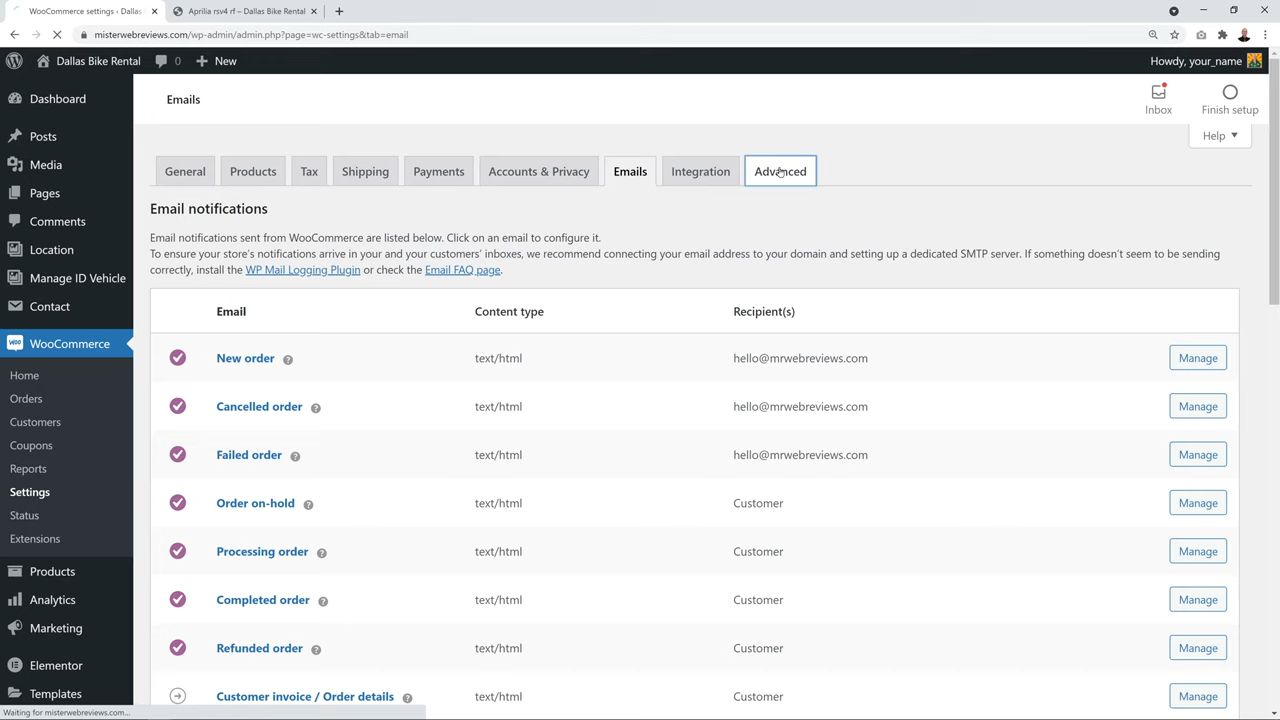 WooCommerce settings ‹ Dallas
Aprilia rsv4 rf – Dallas Bike Rental
misterwebreviews.com/wp-admin/admin.php?page=wc-settings&tab=email
Dallas Bike Rental
0
New
Howdy, your_name
Dashboard
Posts
Media
Pages
Comments
Location
Manage ID Vehicle
Contact
WooCommerce
Home
Orders
Customers
Coupons
Reports
Settings
Status
Extensions
Products
Analytics
Marketing
Elementor
Templates
Emails
Inbox
Finish setup
Help
General
Products
Tax
Shipping
Payments
Accounts & Privacy
Emails
Integration
Advanced
Email notifications
Email notifications sent from WooCommerce are listed below. Click on an email to configure it.
To ensure your store's notifications arrive in your and your customers' inboxes, we recommend connecting your email address to your domain and setting up a dedicated SMTP server. If something doesn't seem to be sending
correctly, install the WP Mail Logging Plugin or check the Email FAQ page.
Email Content type Recipient(s)
New order text/html hello@mrwebreviews.com Manage
Cancelled order text/html hello@mrwebreviews.com Manage
Failed order text/html hello@mrwebreviews.com Manage
Order on-hold text/html Customer Manage
Processing order text/html Customer Manage
Completed order text/html Customer Manage
Refunded order text/html Customer Manage
Customer invoice / Order details text/html Customer Manage
Waiting for misterwebreviews.com...